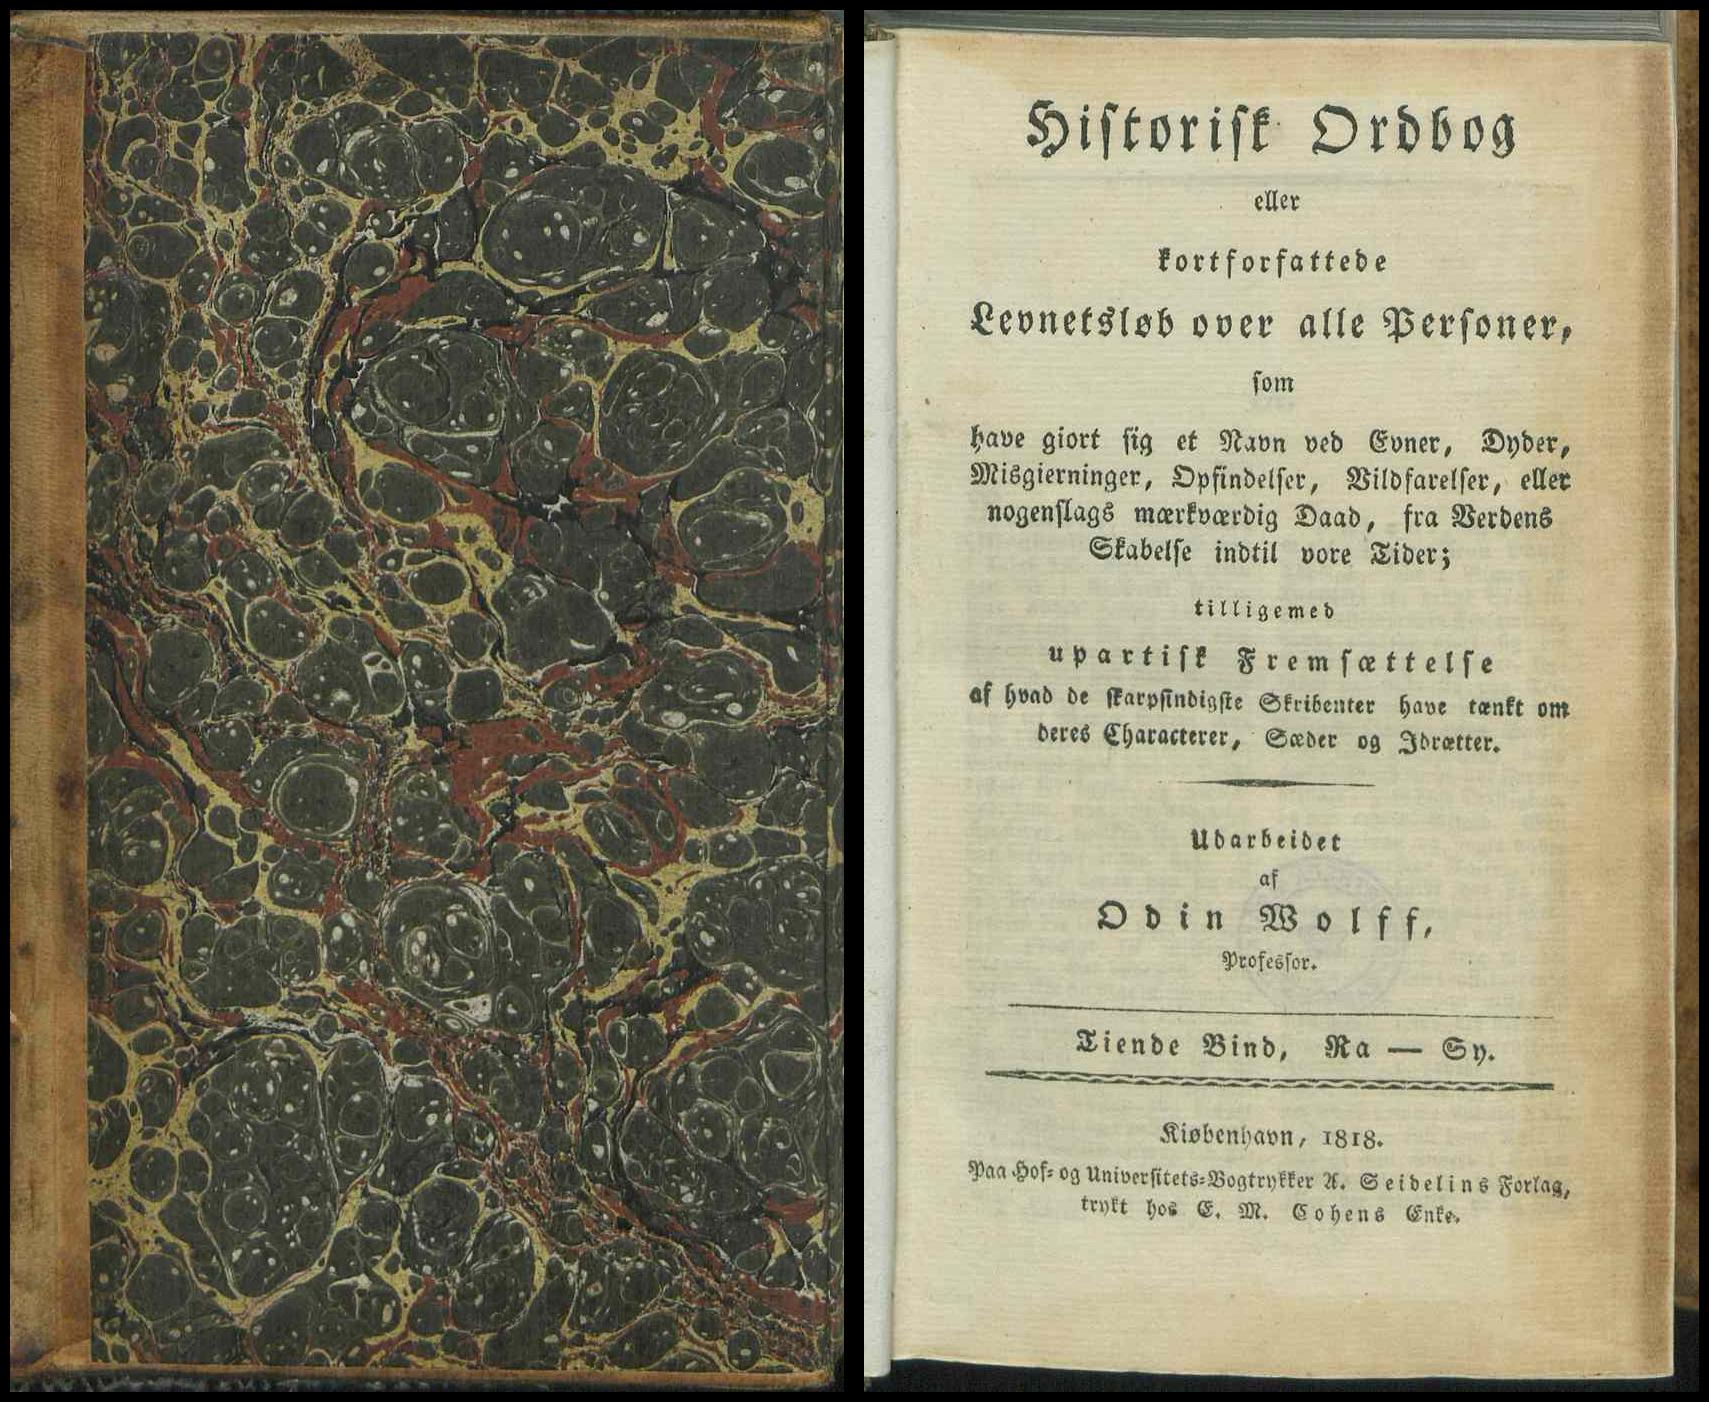 Historisk Ordbog
eller
kortforfattede
Levnetsløb over alle Personer,
som
have giort sig et Navn ved Evner, Dyder,
Misgierninger, Opfindelser, Vildfarelser, eller
nogenslags mærkværdig Daad, fra Verdens
Skabelse indtil vore Tider;
tilligemed
upartisk Fremsættelse
af hvad de skarpsindigste Skribenter have tænkt om
deres Characterer, Sæder og Idrætter.
Udarbeidet
af
Odin Wolff,
Professor.
Tiende Bind, Ra — Sy.
Kiøbenhavn, 1818.
Paa Hof- og Universitets-Bogtrykker A. Seidelins Forlag,
trykt hos E. M. Cohens Enke.